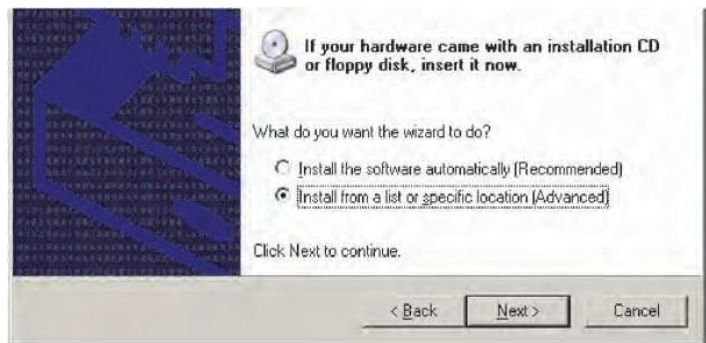 If your hardware came with an installation CD
or floppy disk, insert it now.
What do you want the wizard to do?
Install the software automatically (Recommended)
Install from a list or specific location (Advanced)
Click Next to continue.
< Back
Next >
Cancel